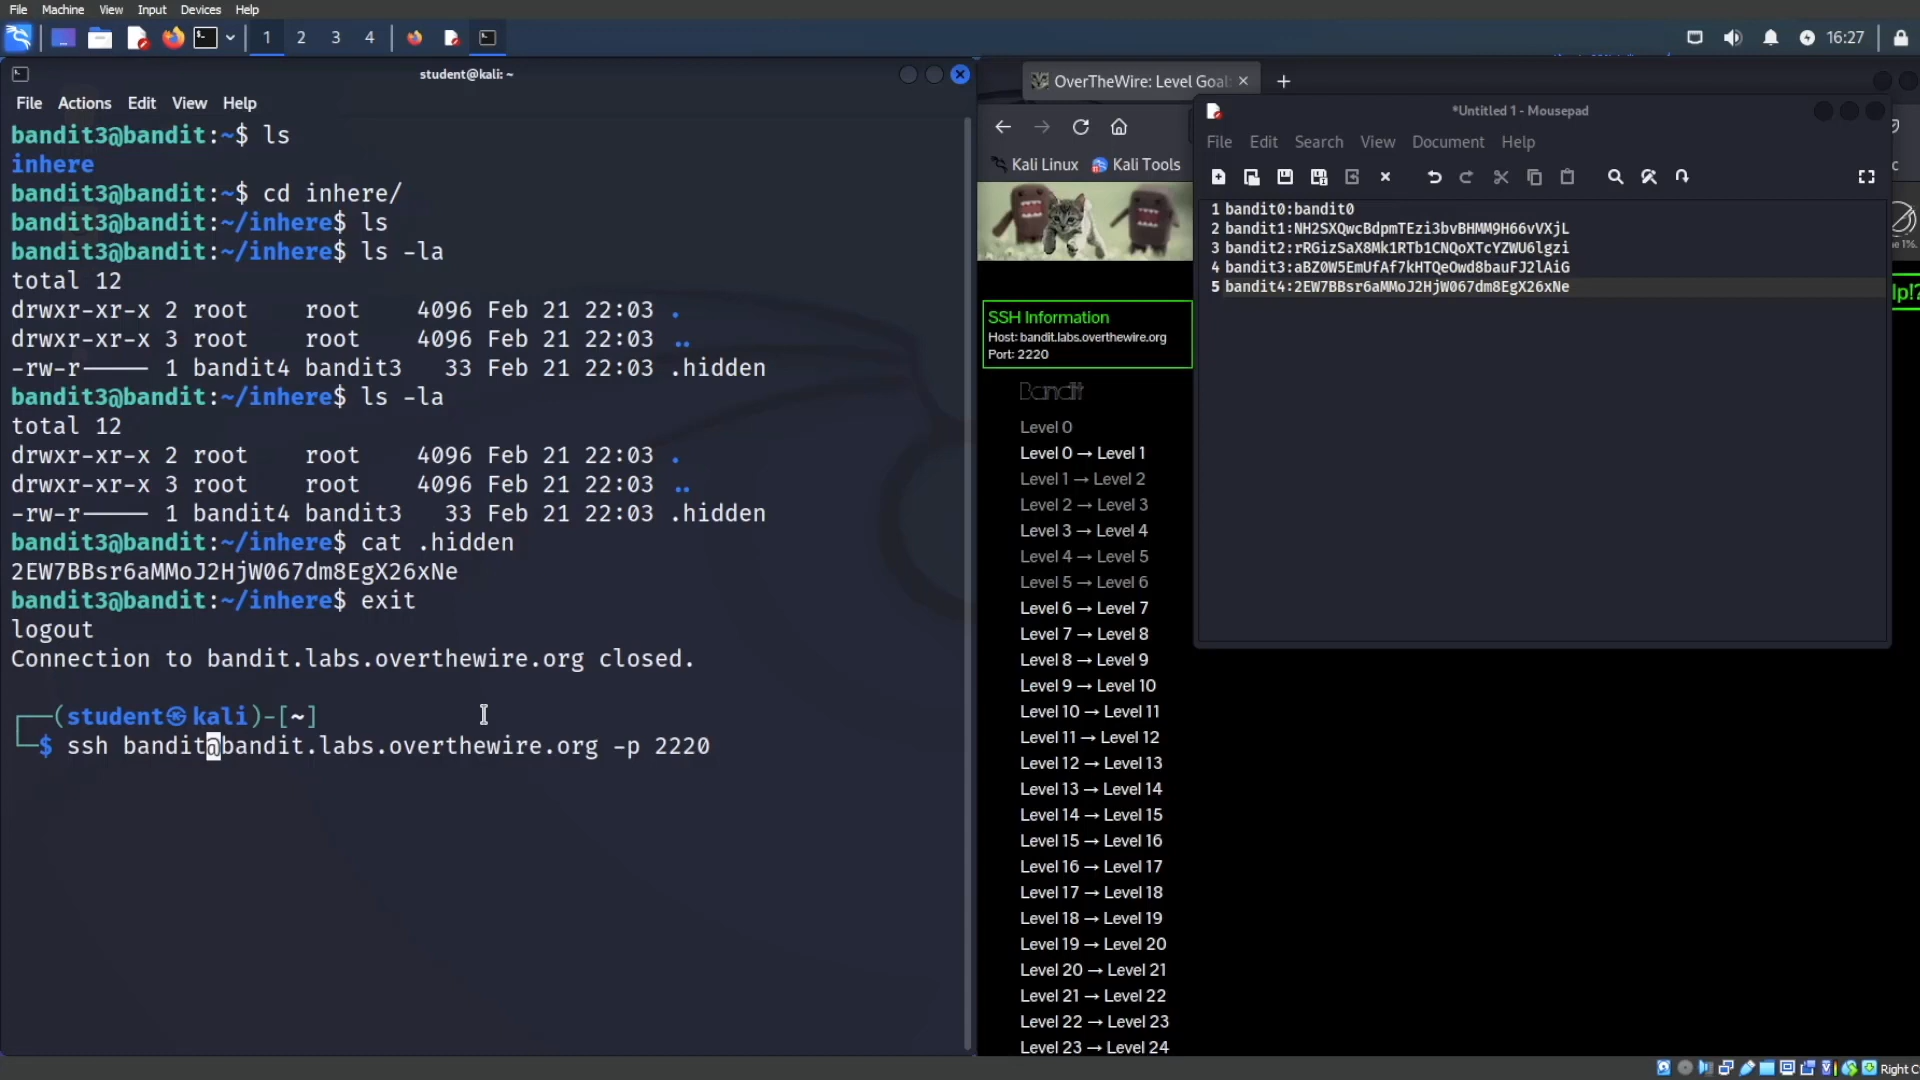 File Machine View Input Devices Help
1 2 3 4
16:27
student@kali: ~
File Actions Edit View Help
bandit3@bandit:~$ ls
inhere
bandit3@bandit:~$ cd inhere/
bandit3@bandit:~/inhere$ ls
bandit3@bandit:~/inhere$ ls -la
total 12
drwxr-xr-x 2 root root 4096 Feb 21 22:03 .
drwxr-xr-x 3 root root 4096 Feb 21 22:03 ..
-rw-r----- 1 bandit4 bandit3 33 Feb 21 22:03 .hidden
bandit3@bandit:~/inhere$ ls -la
total 12
drwxr-xr-x 2 root root 4096 Feb 21 22:03 .
drwxr-xr-x 3 root root 4096 Feb 21 22:03 ..
-rw-r----- 1 bandit4 bandit3 33 Feb 21 22:03 .hidden
bandit3@bandit:~/inhere$ cat .hidden
2EW7BBsr6aMMoJ2HjW067dm8EgX26xNe
bandit3@bandit:~/inhere$ exit
logout
Connection to bandit.labs.overthewire.org closed.
(student㉿kali)-[~]
$ ssh bandit@bandit.labs.overthewire.org -p 2220
OverTheWire: Level Goal
Kali Linux Kali Tools
SSH Information
Host: bandit.labs.overthewire.org
Port: 2220
Bandit
Level 0
Level 0 → Level 1
Level 1 → Level 2
Level 2 → Level 3
Level 3 → Level 4
Level 4 → Level 5
Level 5 → Level 6
Level 6 → Level 7
Level 7 → Level 8
Level 8 → Level 9
Level 9 → Level 10
Level 10 → Level 11
Level 11 → Level 12
Level 12 → Level 13
Level 13 → Level 14
Level 14 → Level 15
Level 15 → Level 16
Level 16 → Level 17
Level 17 → Level 18
Level 18 → Level 19
Level 19 → Level 20
Level 20 → Level 21
Level 21 → Level 22
Level 22 → Level 23
Level 23 → Level 24
*Untitled 1 - Mousepad
File Edit Search View Document Help
1 bandit0:bandit0
2 bandit1:NH2SXQwcBdpmTEzi3bvBHMM9H66vVXjL
3 bandit2:rRGizSaX8Mk1RTb1CNQoXTcYZWU6lgzi
4 bandit3:aBZ0W5EmUfAf7kHTQeOwd8bauFJ2lAiG
5 bandit4:2EW7BBsr6aMMoJ2HjW067dm8EgX26xNe
lp!?
Right C